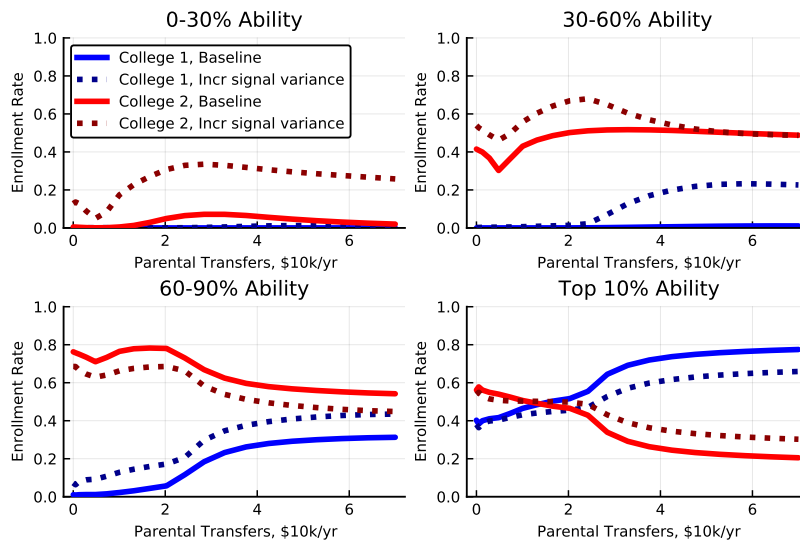 0-30% Ability
1.0
0.8
0.6
0.4
0.2
0.0
Enrollment Rate
College 1, Baseline
College 1, Incr signal variance
College 2, Baseline
College 2, Incr signal variance
0 2 4 6
Parental Transfers, $10k/yr
30-60% Ability
1.0
0.8
0.6
0.4
0.2
0.0
Enrollment Rate
0 2 4 6
Parental Transfers, $10k/yr
60-90% Ability
1.0
0.8
0.6
0.4
0.2
0.0
Enrollment Rate
0 2 4 6
Parental Transfers, $10k/yr
Top 10% Ability
1.0
0.8
0.6
0.4
0.2
0.0
Enrollment Rate
0 2 4 6
Parental Transfers, $10k/yr